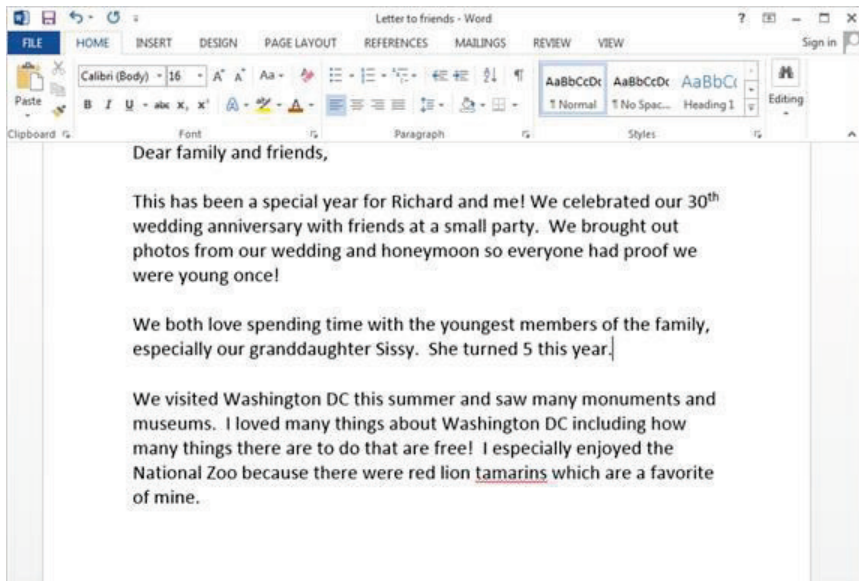 Letter to friends - Word
FILE HOME INSERT DESIGN PAGE LAYOUT REFERENCES MAILINGS REVIEW VIEW Sign in
Calibri (Body) 16 A A Aa
Paste B I U abc x, x² A A
AaBbCcDc AaBbCcDc AaBbC(
¶ Normal ¶ No Spac... Heading 1
Editing
Clipboard Font Paragraph Styles
Dear family and friends,
This has been a special year for Richard and me! We celebrated our 30th
wedding anniversary with friends at a small party. We brought out
photos from our wedding and honeymoon so everyone had proof we
were young once!
We both love spending time with the youngest members of the family,
especially our granddaughter Sissy. She turned 5 this year.
We visited Washington DC this summer and saw many monuments and
museums. I loved many things about Washington DC including how
many things there are to do that are free! I especially enjoyed the
National Zoo because there were red lion tamarins which are a favorite
of mine.